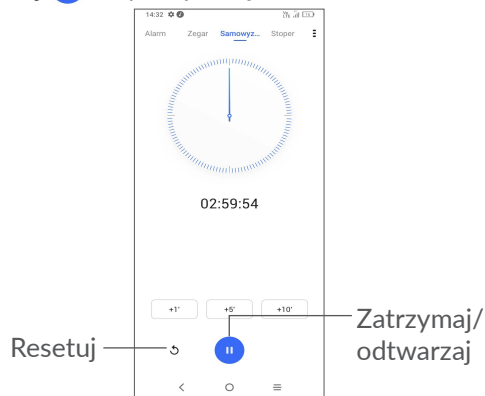 14:32
Alarm Zegar Samowyz... Stoper
02:59:54
+1' +5' +10'
Zatrzymaj/
odtwarzaj
Resetuj